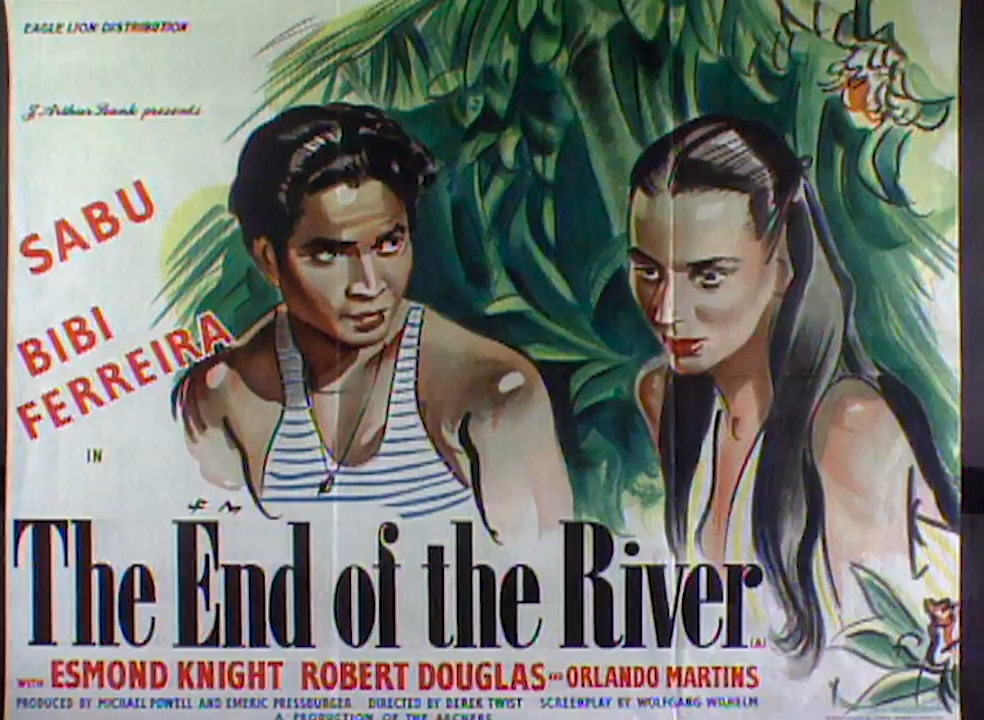 EAGLE LION DISTRIBUTION
J. Arthur Rank presents
SABU
BIBI
FERREIRA
IN
The End of the River
(A)
WITH ESMOND KNIGHT ROBERT DOUGLAS AND ORLANDO MARTINS
PRODUCED BY MICHAEL POWELL AND EMERIC PRESSBURGER DIRECTED BY DEREK TWIST SCREENPLAY BY WOLFGANG WILHELM
A PRODUCTION OF THE ARCHERS